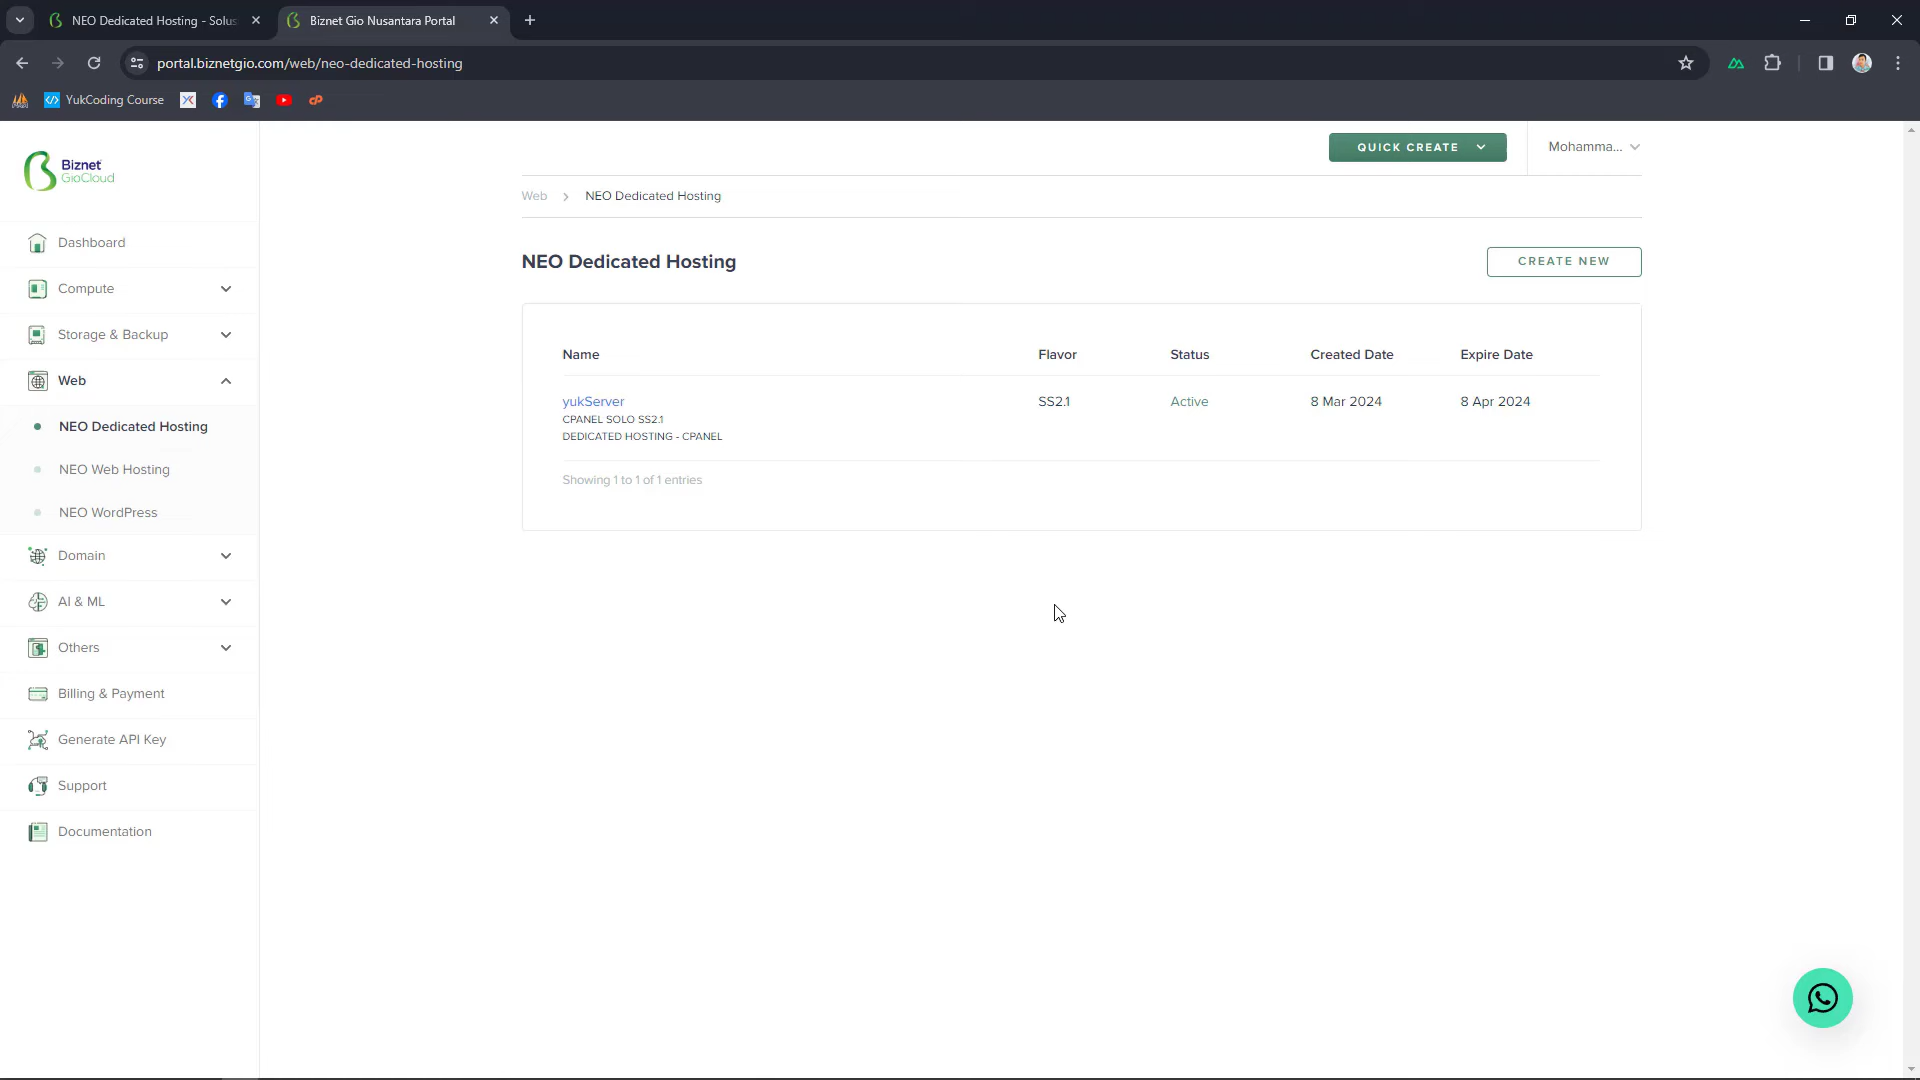 NEO Dedicated Hosting - Solus
Biznet Gio Nusantara Portal
portal.biznetgio.com/web/neo-dedicated-hosting
YukCoding Course
Biznet
GioCloud
QUICK CREATE
Mohamma...
Web
NEO Dedicated Hosting
Dashboard
Compute
Storage & Backup
Web
NEO Dedicated Hosting
NEO Web Hosting
NEO WordPress
Domain
AI & ML
Others
Billing & Payment
Generate API Key
Support
Documentation
NEO Dedicated Hosting
CREATE NEW
Name Flavor Status Created Date Expire Date
yukServer SS2.1 Active 8 Mar 2024 8 Apr 2024
CPANEL SOLO SS2.1
DEDICATED HOSTING - CPANEL
Showing 1 to 1 of 1 entries